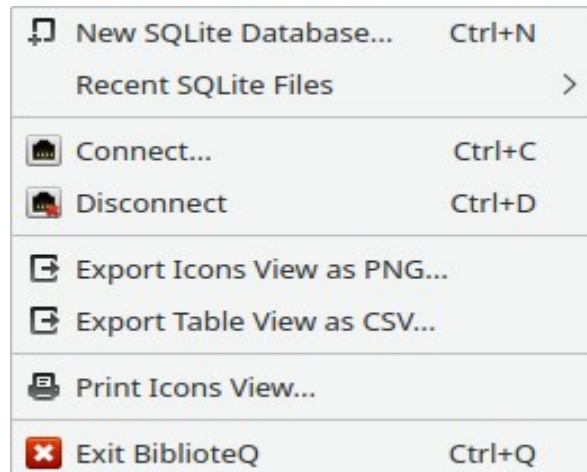 New SQLite Database... Ctrl+N
Recent SQLite Files
Connect... Ctrl+C
Disconnect Ctrl+D
Export Icons View as PNG...
Export Table View as CSV...
Print Icons View...
Exit BiblioteQ Ctrl+Q